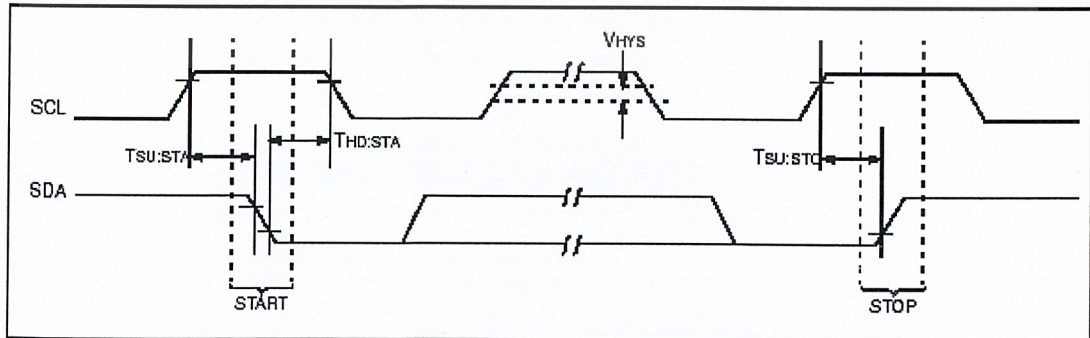 VHYS
SCL
THD:STA
TSU:STA
TSU:STO
SDA
START
STOP